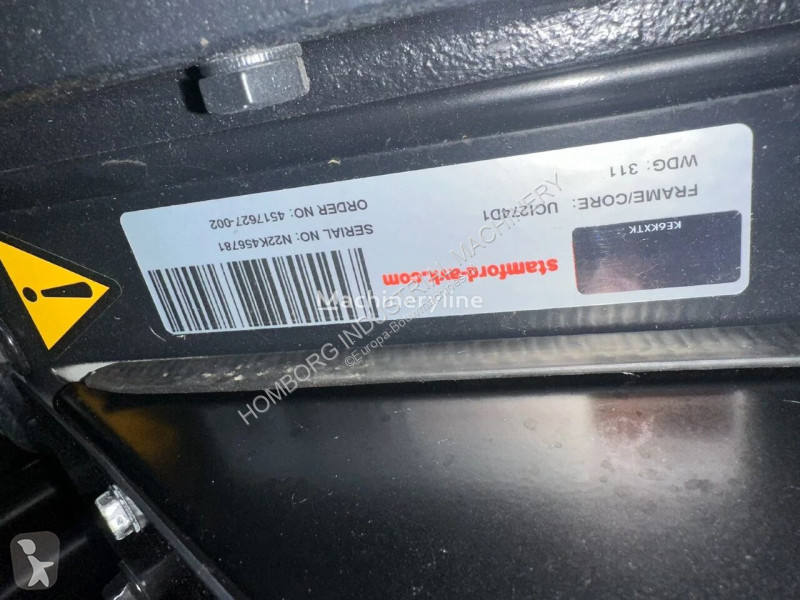 stamford-avk.com
KE6KXTK
FRAME/CORE: UCI274D1
WDG: 311
SERIAL NO: N22K456781
ORDER NO: 4517627-002
Machineryline
HOMBORG INDUSTRIAL MACHINERY